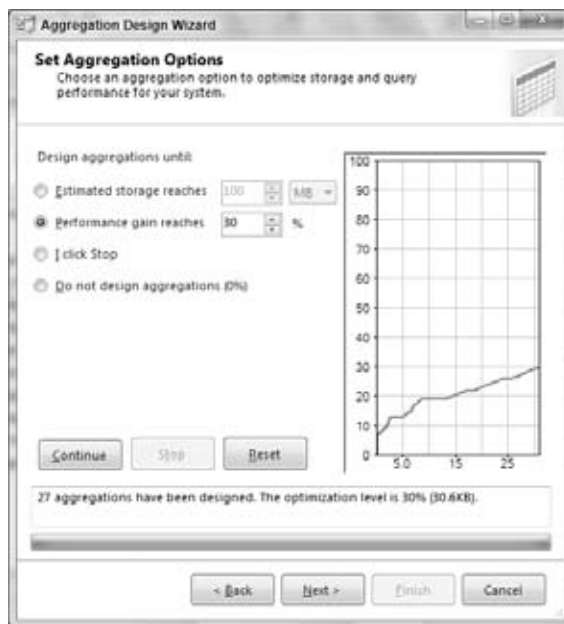 Aggregation Design Wizard
Set Aggregation Options
Choose an aggregation option to optimize storage and query
performance for your system.
Design aggregations until:
Estimated storage reaches 100 MB
Performance gain reaches 30 %
I click Stop
Do not design aggregations (0%)
100
90
80
70
60
50
40
30
20
10
0
5.0 15 25
Continue Stop Reset
27 aggregations have been designed. The optimization level is 30% (30.6KB).
< Back Next > Finish Cancel